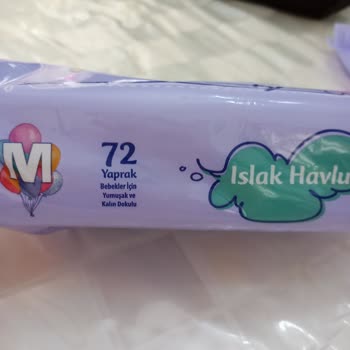 M
72
Yaprak
Bebekler İçin
Yumuşak ve
Kalın Dokulu
Islak Havlu